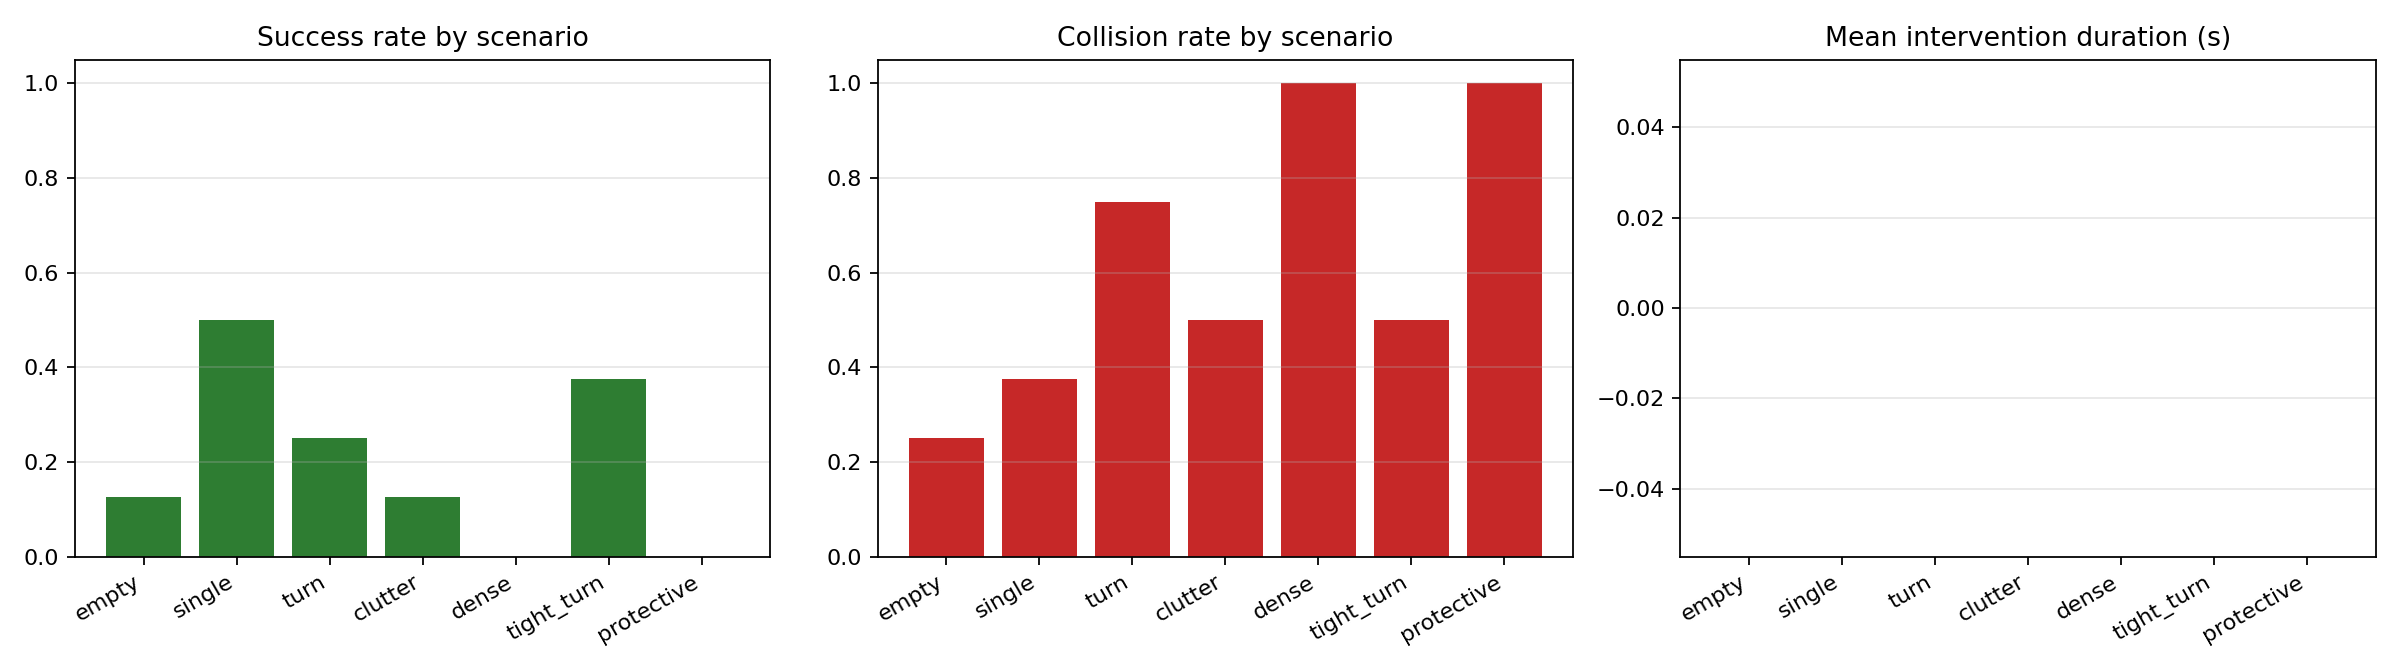 Success rate by scenario
1.0
0.8
0.6
0.4
0.2
0.0
empty
single
turn
clutter
dense
tight_turn
protective
Collision rate by scenario
1.0
0.8
0.6
0.4
0.2
0.0
empty
single
turn
clutter
dense
tight_turn
protective
Mean intervention duration (s)
0.04
0.02
0.00
−0.02
−0.04
empty
single
turn
clutter
dense
tight_turn
protective